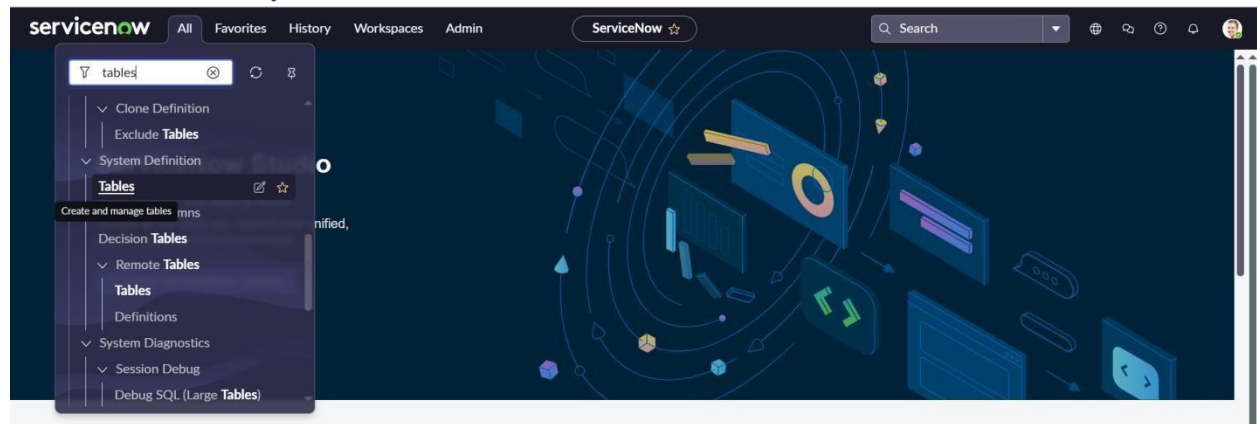 servicenow All Favorites History Workspaces Admin ServiceNow Search
tables
Clone Definition
Exclude Tables
System Definition
Tables
Create and manage tables mns
Decision Tables
Remote Tables
Tables
Definitions
System Diagnostics
Session Debug
Debug SQL (Large Tables)
o
nified,